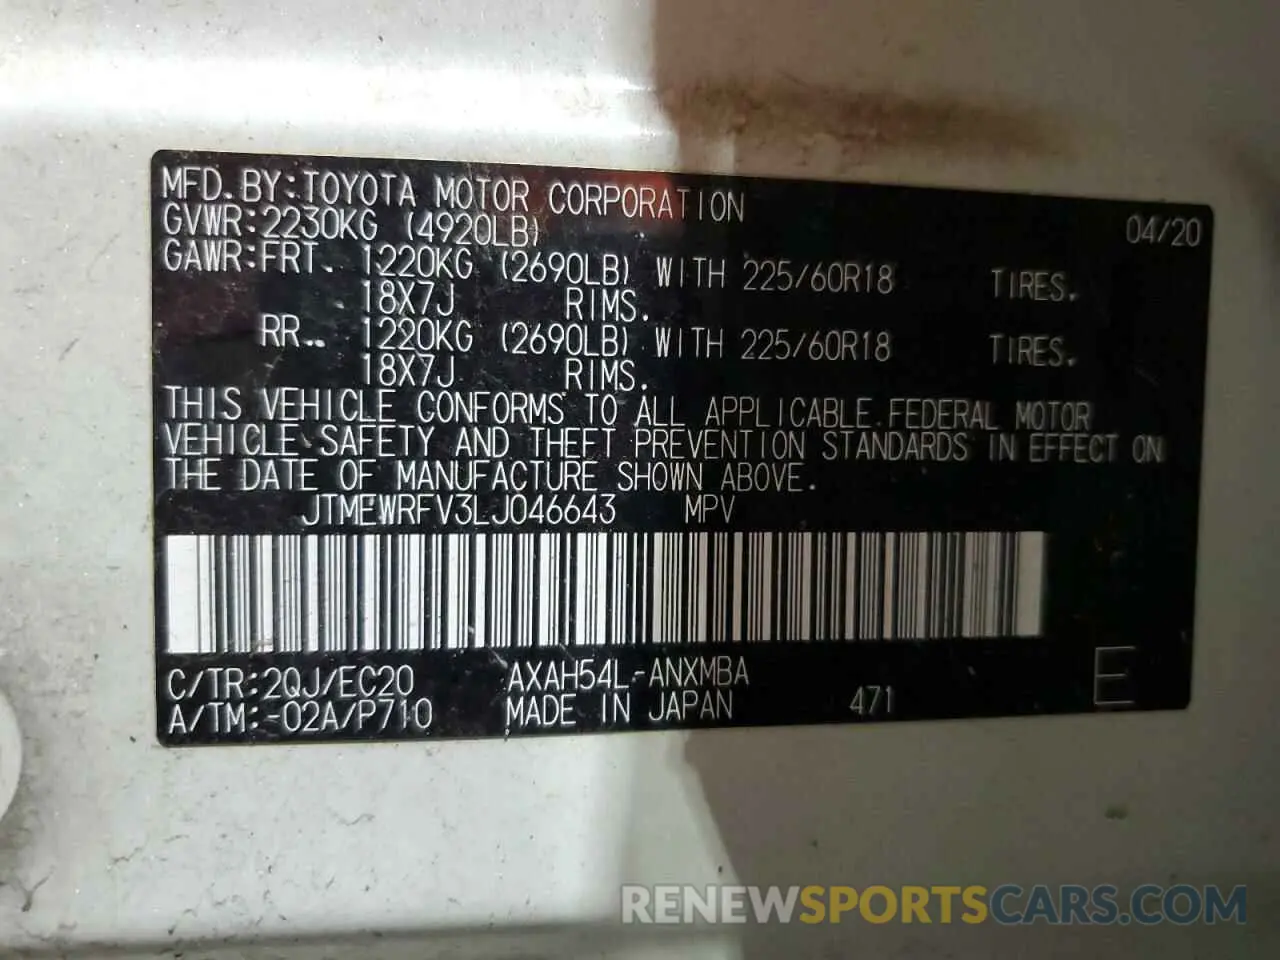 MFD.BY:TOYOTA MOTOR CORPORATION 04/20
GVWR:2230KG (4920LB)
GAWR:FRT. 1220KG (2690LB) WITH 225/60R18 TIRES.
18X7J RIMS.
RR.. 1220KG (2690LB) WITH 225/60R18 TIRES.
18X7J RIMS.
THIS VEHICLE CONFORMS TO ALL APPLICABLE FEDERAL MOTOR
VEHICLE SAFETY AND THEFT PREVENTION STANDARDS IN EFFECT ON
THE DATE OF MANUFACTURE SHOWN ABOVE.
JTMEWRFV3LJ046643 MPV
C/TR:2QJ/EC20 AXAH54L-ANXMBA
A/TM:-02A/P710 MADE IN JAPAN 471 E
RENEWSPORTSCARS.COM